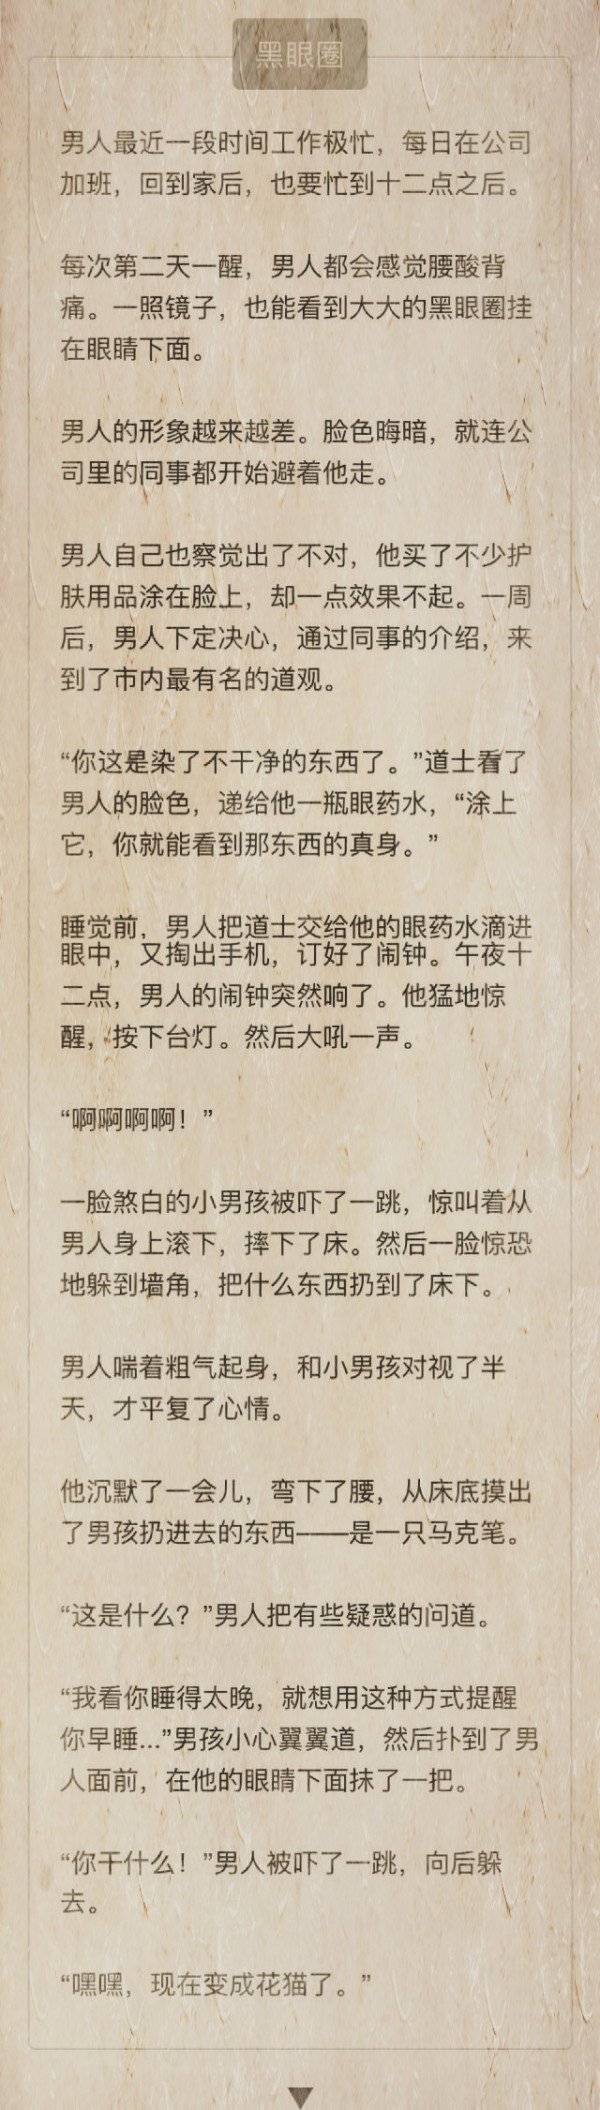 黑眼圈
男人最近一段时间工作极忙，每日在公司
加班，回到家后，也要忙到十二点之后。
每次第二天一醒，男人都会感觉腰酸背
痛。一照镜子，也能看到大大的黑眼圈挂
在眼睛下面。
男人的形象越来越差。脸色晦暗，就连公
司里的同事都开始避着他走。
男人自己也察觉出了不对，他买了不少护
肤用品涂在脸上，却一点效果不起。一周
后，男人下定决心，通过同事的介绍，来
到了市内最有名的道观。
“你这是染了不干净的东西了。”道士看了
男人的脸色，递给他一瓶眼药水，“涂上
它，你就能看到那东西的真身。”
睡觉前，男人把道士交给他的眼药水滴进
眼中，又掏出手机，订好了闹钟。午夜十
二点，男人的闹钟突然响了。他猛地惊
醒，按下台灯。然后大吼一声。
“啊啊啊啊！”
一脸煞白的小男孩被吓了一跳，惊叫着从
男人身上滚下，摔下了床。然后一脸惊恐
地躲到墙角，把什么东西扔到了床下。
男人喘着粗气起身，和小男孩对视了半
天，才平复了心情。
他沉默了一会儿，弯下了腰，从床底摸出
了男孩扔进去的东西——是一只马克笔。
“这是什么？”男人把有些疑惑的问道。
“我看你睡得太晚，就想用这种方式提醒
你早睡...”男孩小心翼翼道，然后扑到了男
人面前，在他的眼睛下面抹了一把。
“你干什么！”男人被吓了一跳，向后躲
去。
“嘿嘿，现在变成花猫了。”